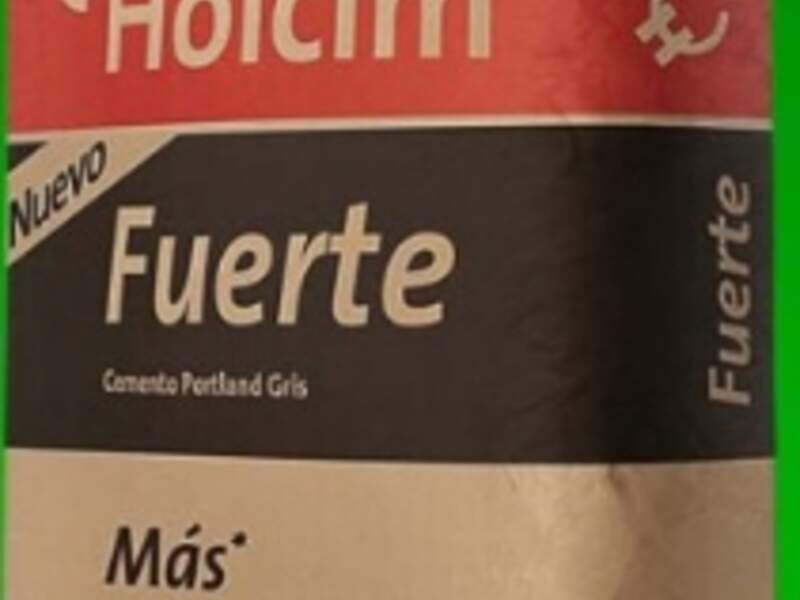 Holcim
Nuevo
Fuerte
Cemento Portland Gris
Más*
Fuerte